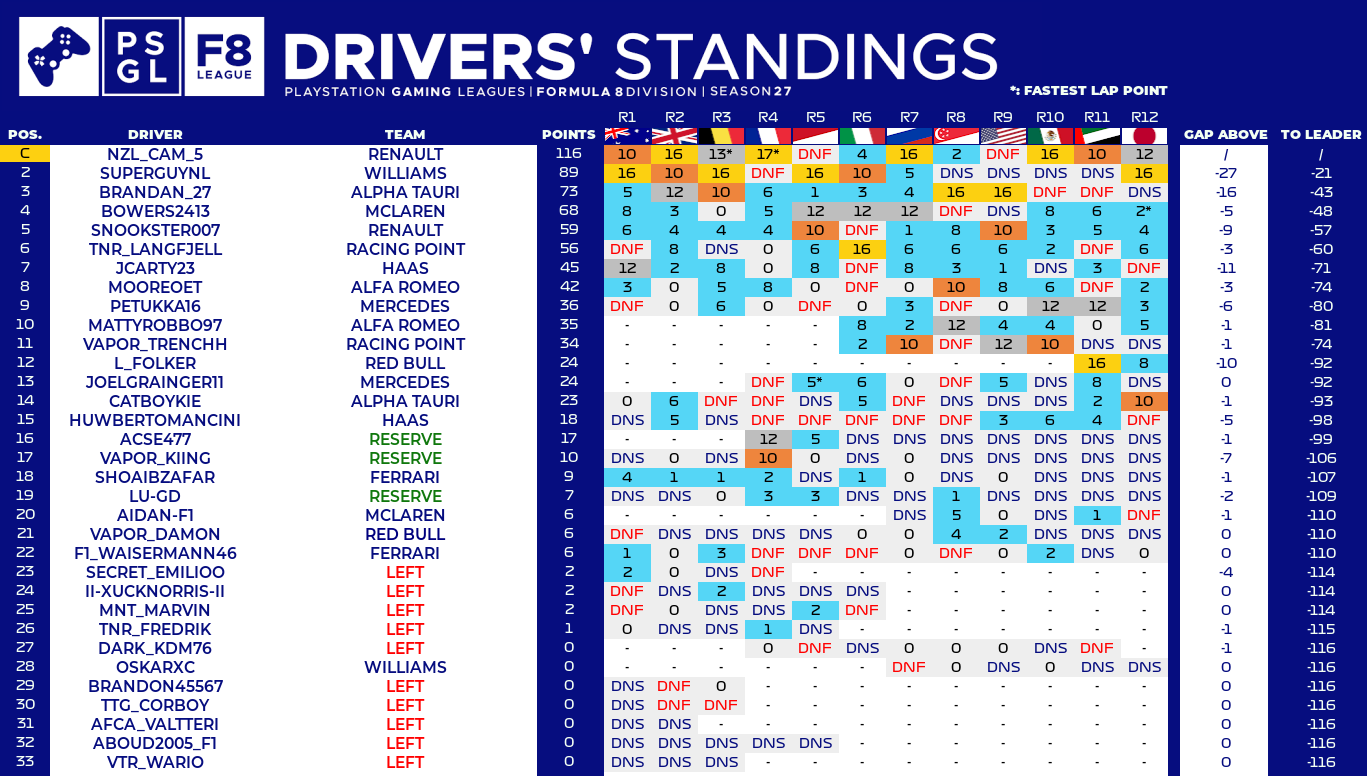 PS
GL
F8
LEAGUE
DRIVERS' STANDINGS
PLAYSTATION GAMING LEAGUES | FORMULA 8 DIVISION | SEASON 27
*: FASTEST LAP POINT
R1 R2 R3 R4 R5 R6 R7 R8 R9 R10 R11 R12
POS. DRIVER TEAM POINTS GAP ABOVE TO LEADER
C NZL_CAM_5 RENAULT 116 10 16 13* 17* DNF 4 16 2 DNF 16 10 12 / /
2 SUPERGUYNL WILLIAMS 89 16 10 16 DNF 16 10 5 DNS DNS DNS DNS 16 -27 -21
3 BRANDAN_27 ALPHA TAURI 73 5 12 10 6 1 3 4 16 16 DNF DNF DNS -16 -43
4 BOWERS2413 MCLAREN 68 8 3 0 5 12 12 12 DNF DNS 8 6 2* -5 -48
5 SNOOKSTER007 RENAULT 59 6 4 4 4 10 DNF 1 8 10 3 5 4 -9 -57
6 TNR_LANGFJELL RACING POINT 56 DNF 8 DNS 0 6 16 6 6 6 2 DNF 6 -3 -60
7 JCARTY23 HAAS 45 12 2 8 0 8 DNF 8 3 1 DNS 3 DNF -11 -71
8 MOOREOET ALFA ROMEO 42 3 0 5 8 0 DNF 0 10 8 6 DNF 2 -3 -74
9 PETUKKA16 MERCEDES 36 DNF 0 6 0 DNF 0 3 DNF 0 12 12 3 -6 -80
10 MATTYROBBO97 ALFA ROMEO 35 - - - - - 8 2 12 4 4 0 5 -1 -81
11 VAPOR_TRENCHH RACING POINT 34 - - - - - 2 10 DNF 12 10 DNS DNS -1 -74
12 L_FOLKER RED BULL 24 - - - - - - - - - - 16 8 -10 -92
13 JOELGRAINGER11 MERCEDES 24 - - - DNF 5* 6 0 DNF 5 DNS 8 DNS 0 -92
14 CATBOYKIE ALPHA TAURI 23 0 6 DNF DNF DNS 5 DNF DNS DNS DNS 2 10 -1 -93
15 HUWBERTOMANCINI HAAS 18 DNS 5 DNS DNF DNF DNF DNF DNF 3 6 4 DNF -5 -98
16 ACSE477 RESERVE 17 - - - 12 5 DNS DNS DNS DNS DNS DNS DNS -1 -99
17 VAPOR_KIING RESERVE 10 DNS 0 DNS 10 0 DNS 0 DNS DNS DNS DNS DNS -7 -106
18 SHOAIBZAFAR FERRARI 9 4 1 1 2 DNS 1 0 DNS 0 DNS DNS DNS -1 -107
19 LU-GD RESERVE 7 DNS DNS 0 3 3 DNS DNS 1 DNS DNS DNS DNS -2 -109
20 AIDAN-F1 MCLAREN 6 - - - - - - DNS 5 0 DNS 1 DNF -1 -110
21 VAPOR_DAMON RED BULL 6 DNF DNS DNS DNS DNS 0 0 4 2 DNS DNS DNS 0 -110
22 F1_WAISERMANN46 FERRARI 6 1 0 3 DNF DNF DNF 0 DNF 0 2 DNS 0 0 -110
23 SECRET_EMILIOO LEFT 2 2 0 DNS DNF - - - - - - - - -4 -114
24 II-XUCKNORRIS-II LEFT 2 DNF DNS 2 DNS DNS DNS - - - - - - 0 -114
25 MNT_MARVIN LEFT 2 DNF 0 DNS DNS 2 DNF - - - - - - 0 -114
26 TNR_FREDRIK LEFT 1 0 DNS DNS 1 DNS - - - - - - - -1 -115
27 DARK_KDM76 LEFT 0 - - - 0 DNF DNS 0 0 0 DNS DNF - -1 -116
28 OSKARXC WILLIAMS 0 - - - - - - DNF 0 DNS 0 DNS DNS 0 -116
29 BRANDON45567 LEFT 0 DNS DNF 0 - - - - - - - - - 0 -116
30 TTG_CORBOY LEFT 0 DNS DNF DNF - - - - - - - - - 0 -116
31 AFCA_VALTTERI LEFT 0 DNS DNS - - - - - - - - - - 0 -116
32 ABOUD2005_F1 LEFT 0 DNS DNS DNS DNS DNS - - - - - - - 0 -116
33 VTR_WARIO LEFT 0 DNS DNS DNS - - - - - - - - - 0 -116